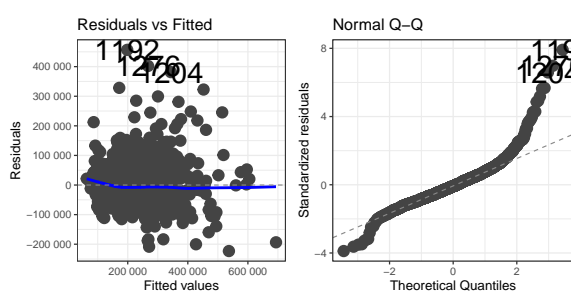 Residuals vs Fitted
1192
1276
1204
400 000
300 000
200 000
100 000
0
−100 000
−200 000
Residuals
200 000 400 000 600 000
Fitted values
Normal Q−Q
8
4
0
−4
Standardized residuals
−2 0 2
Theoretical Quantiles